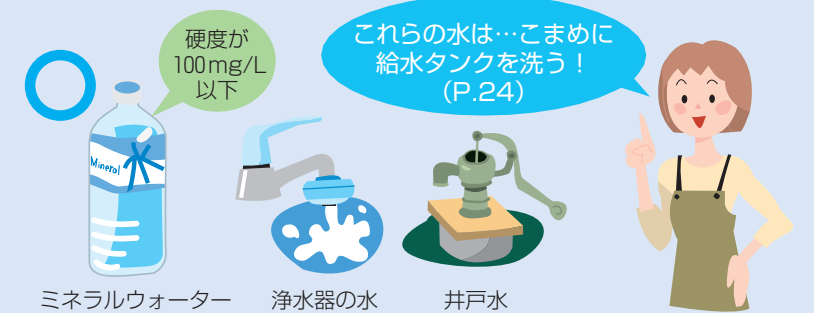 硬度が
100mg/L
以下
これらの水は…こまめに
給水タンクを洗う！
（P.24）
Mineral
ミネラルウォーター
浄水器の水
井戸水